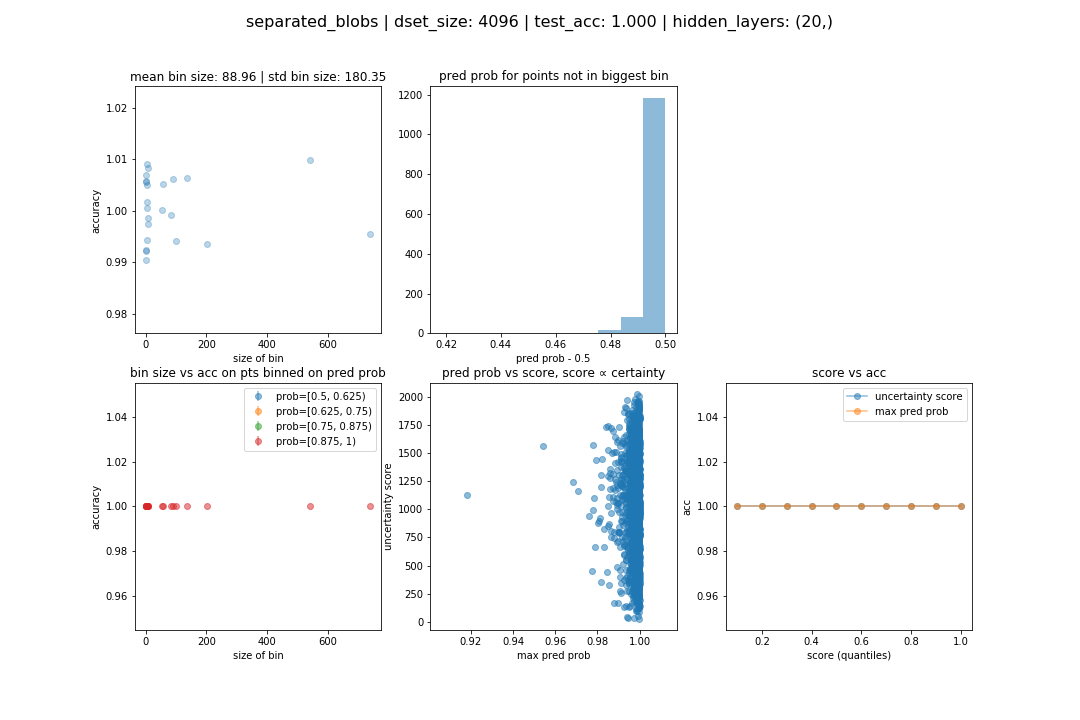 separated_blobs | dset_size: 4096 | test_acc: 1.000 | hidden_layers: (20,)
mean bin size: 88.96 | std bin size: 180.35
1.02
1.01
1.00
0.99
0.98
accuracy
0 200 400 600
size of bin
pred prob for points not in biggest bin
1200
1000
800
600
400
200
0
0.42 0.44 0.46 0.48 0.50
pred prob - 0.5
bin size vs acc on pts binned on pred prob
prob=[0.5, 0.625)
prob=[0.625, 0.75)
prob=[0.75, 0.875)
prob=[0.875, 1)
1.04
1.02
1.00
0.98
0.96
accuracy
0 200 400 600
size of bin
pred prob vs score, score ∝ certainty
2000
1750
1500
1250
1000
750
500
250
0
uncertainty score
0.92 0.94 0.96 0.98 1.00
max pred prob
score vs acc
uncertainty score
max pred prob
1.04
1.02
1.00
0.98
0.96
acc
0.2 0.4 0.6 0.8 1.0
score (quantiles)